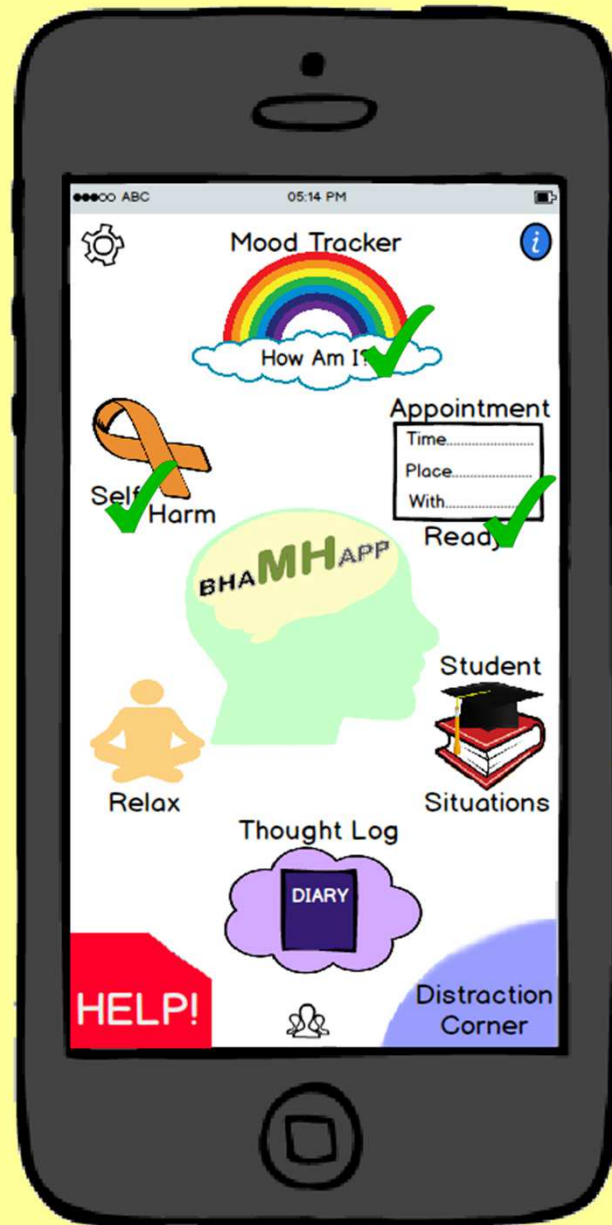 ABC 05:14 PM
Mood Tracker
i
How Am I?
Appointment
Time
Place
With
Ready
Self
Harm
BHAMHAPP
Student
Situations
Relax
Thought Log
DIARY
HELP!
Distraction
Corner